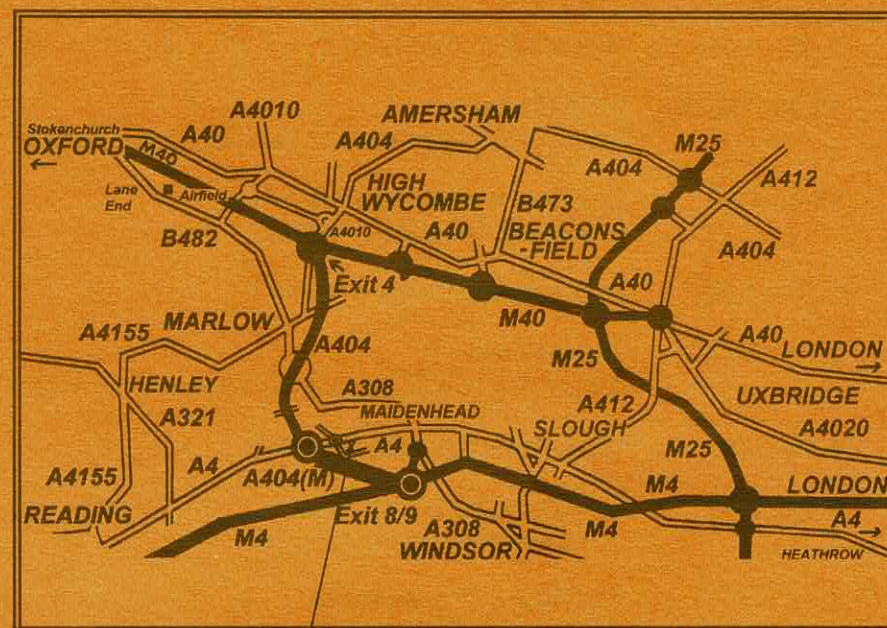 A4010
AMERSHAM
Stokenchurch
A40
A404
M25
OXFORD
M40
A404
A412
Lane
End
Airfield
HIGH
WYCOMBE
B473
B482
A4010
A40
BEACONS
-FIELD
A404
Exit 4
A40
A4155
MARLOW
M40
A404
M25
A40
LONDON
HENLEY
A308
UXBRIDGE
A321
MAIDENHEAD
A412
SLOUGH
A4020
A4155
A4
A4
M25
A404(M)
M4
LONDON
READING
Exit 8/9
M4
A308
M4
A4
WINDSOR
HEATHROW